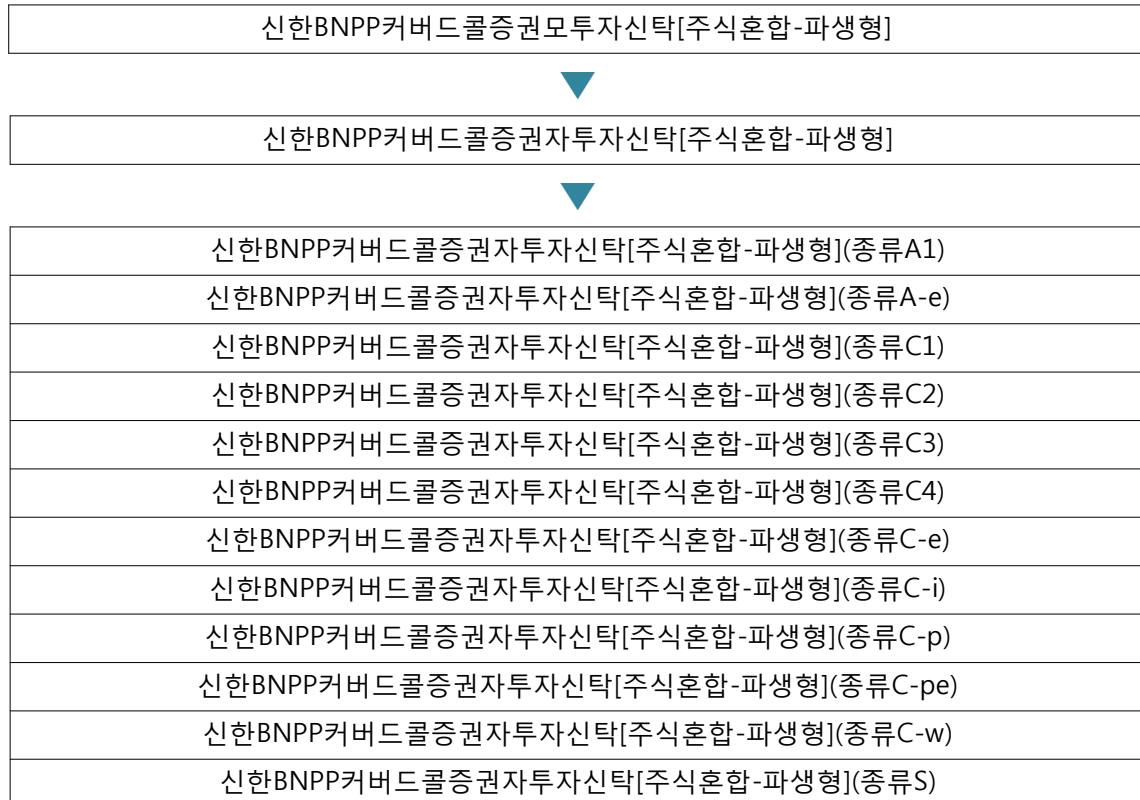 신한BNPP커버드콜증권모투자신탁[주식혼합-파생형]
신한BNPP커버드콜증권자투자신탁[주식혼합-파생형]
신한BNPP커버드콜증권자투자신탁[주식혼합-파생형](종류A1)
신한BNPP커버드콜증권자투자신탁[주식혼합-파생형](종류A-e)
신한BNPP커버드콜증권자투자신탁[주식혼합-파생형](종류C1)
신한BNPP커버드콜증권자투자신탁[주식혼합-파생형](종류C2)
신한BNPP커버드콜증권자투자신탁[주식혼합-파생형](종류C3)
신한BNPP커버드콜증권자투자신탁[주식혼합-파생형](종류C4)
신한BNPP커버드콜증권자투자신탁[주식혼합-파생형](종류C-e)
신한BNPP커버드콜증권자투자신탁[주식혼합-파생형](종류C-i)
신한BNPP커버드콜증권자투자신탁[주식혼합-파생형](종류C-p)
신한BNPP커버드콜증권자투자신탁[주식혼합-파생형](종류C-pe)
신한BNPP커버드콜증권자투자신탁[주식혼합-파생형](종류C-w)
신한BNPP커버드콜증권자투자신탁[주식혼합-파생형](종류S)